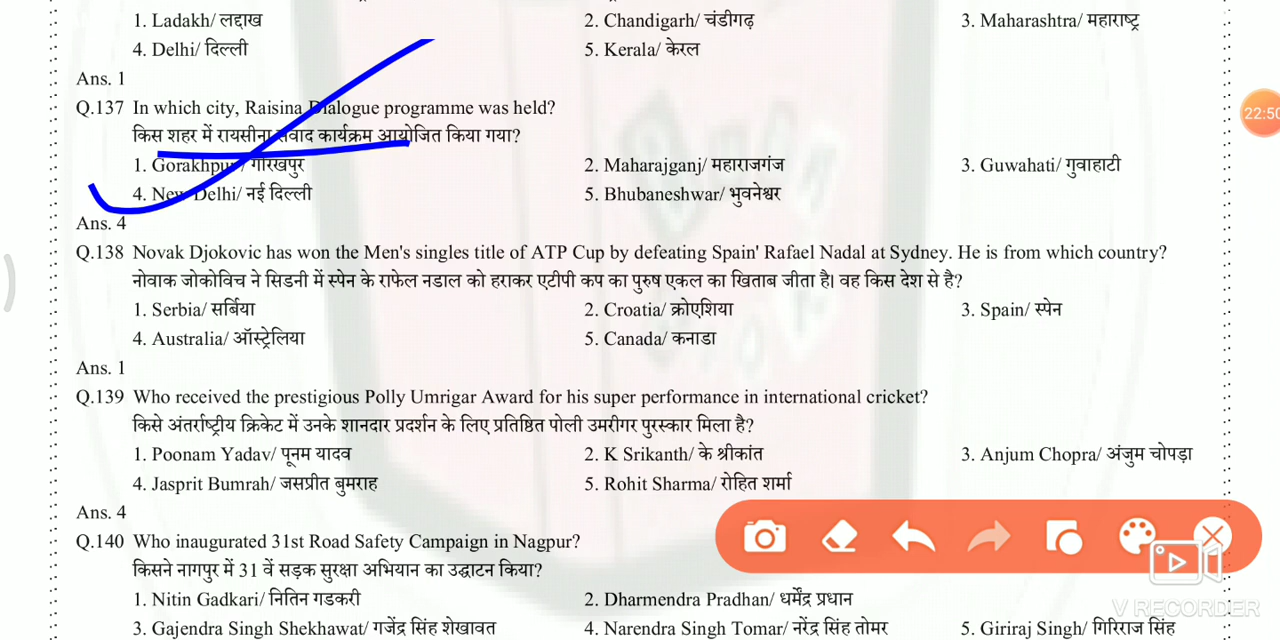 1. Ladakh/ लद्दाख 2. Chandigarh/ चंडीगढ़ 3. Maharashtra/ महाराष्ट्र
4. Delhi/ दिल्ली 5. Kerala/ केरल
Ans. 1
Q.137 In which city, Raisina Dialogue programme was held?
किस शहर में रायसीना संवाद कार्यक्रम आयोजित किया गया?
1. Gorakhpur/ गोरखपुर 2. Maharajganj/ महाराजगंज 3. Guwahati/ गुवाहाटी
4. New Delhi/ नई दिल्ली 5. Bhubaneshwar/ भुवनेश्वर
Ans. 4
Q.138 Novak Djokovic has won the Men's singles title of ATP Cup by defeating Spain' Rafael Nadal at Sydney. He is from which country?
नोवाक जोकोविच ने सिडनी में स्पेन के राफेल नडाल को हराकर एटीपी कप का पुरुष एकल का खिताब जीता है। वह किस देश से है?
1. Serbia/ सर्बिया 2. Croatia/ क्रोएशिया 3. Spain/ स्पेन
4. Australia/ ऑस्ट्रेलिया 5. Canada/ कनाडा
Ans. 1
Q.139 Who received the prestigious Polly Umrigar Award for his super performance in international cricket?
किसे अंतर्राष्ट्रीय क्रिकेट में उनके शानदार प्रदर्शन के लिए प्रतिष्ठित पोली उमरीगर पुरस्कार मिला है?
1. Poonam Yadav/ पूनम यादव 2. K Srikanth/ के श्रीकांत 3. Anjum Chopra/ अंजुम चोपड़ा
4. Jasprit Bumrah/ जसप्रीत बुमराह 5. Rohit Sharma/ रोहित शर्मा
Ans. 4
Q.140 Who inaugurated 31st Road Safety Campaign in Nagpur?
किसने नागपुर में 31 वें सड़क सुरक्षा अभियान का उद्घाटन किया?
1. Nitin Gadkari/ नितिन गडकरी 2. Dharmendra Pradhan/ धर्मेंद्र प्रधान
3. Gajendra Singh Shekhawat/ गजेंद्र सिंह शेखावत 4. Narendra Singh Tomar/ नरेंद्र सिंह तोमर 5. Giriraj Singh/ गिरिराज सिंह
22:50
V RECORDER